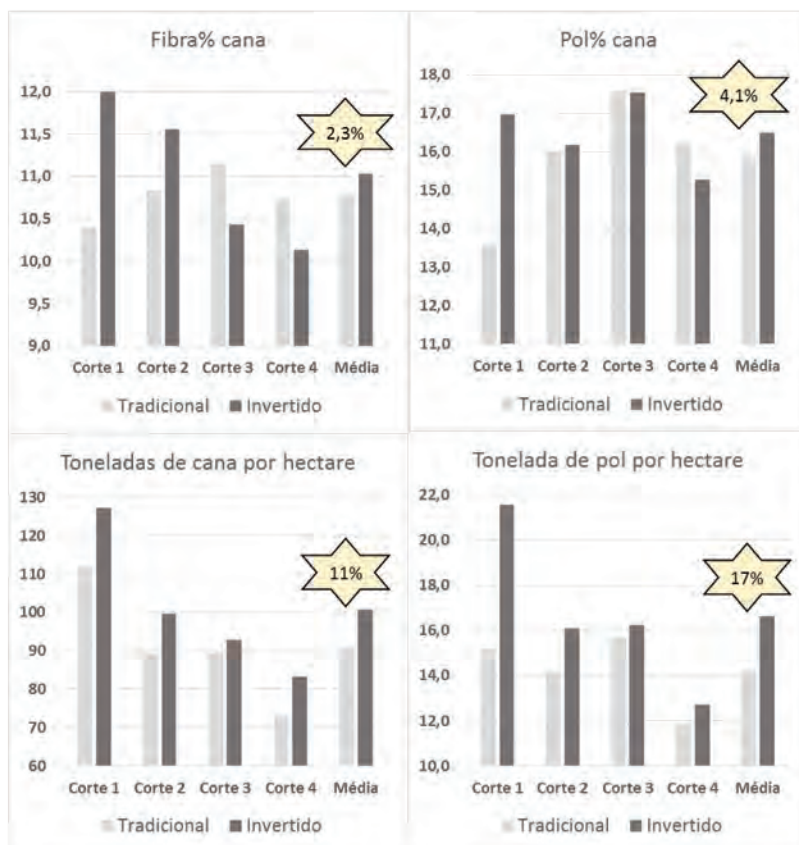 Fibra% cana
12,0
11,5
11,0
10,5
10,0
9,5
9,0
2,3%
Corte 1 Corte 2 Corte 3 Corte 4 Média
Tradicional Invertido
Pol% cana
18,0
17,0
16,0
15,0
14,0
13,0
12,0
11,0
4,1%
Corte 1 Corte 2 Corte 3 Corte 4 Média
Tradicional Invertido
Toneladas de cana por hectare
130
120
110
100
90
80
70
60
11%
Corte 1 Corte 2 Corte 3 Corte 4 Média
Tradicional Invertido
Tonelada de pol por hectare
22,0
20,0
18,0
16,0
14,0
12,0
10,0
17%
Corte 1 Corte 2 Corte 3 Corte 4 Média
Tradicional Invertido